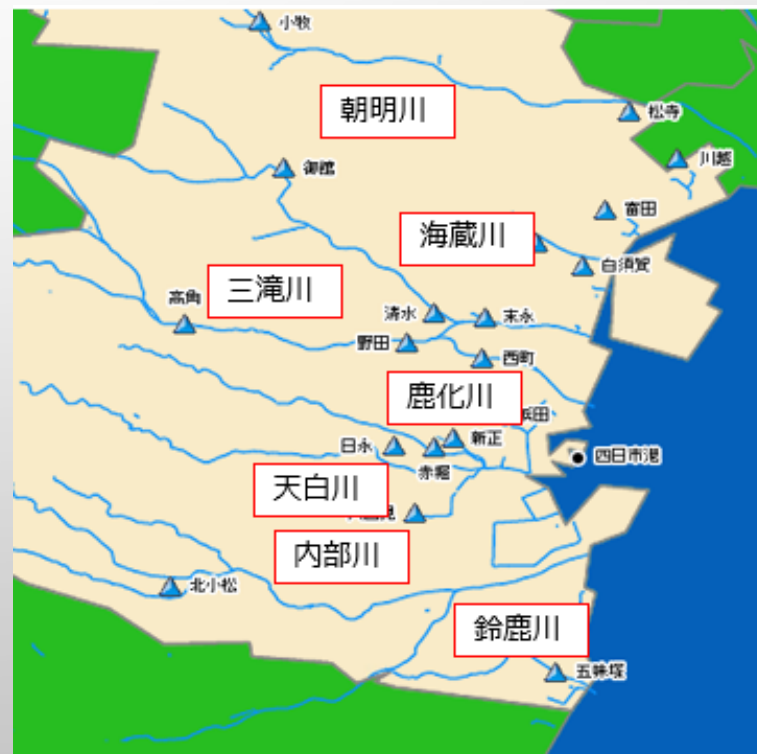 小牧
朝明川
松寺
川越
御館
富田
海蔵川
白須賀
三滝川
高角
清水
末永
野田
西町
鹿化川
浜田
新正
日永
赤堀
四日市港
天白川
内部川
北小松
鈴鹿川
五味塚